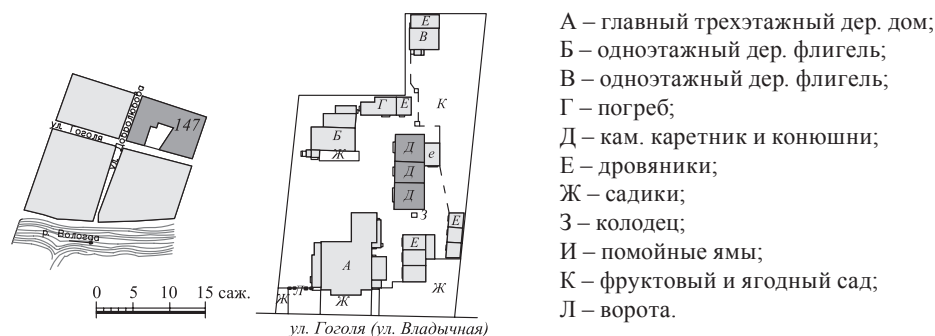 147
ул. Гоголя
ул. Добролюбова
р. Вологда
0 5 10 15 саж.
Е
В
К
Г Е
Б
Ж
Д
е
Д
Д
З
Е
Е
А
Ж
Ж
Л
Ж
ул. Гоголя (ул. Владычная)
А – главный трехэтажный дер. дом;
Б – одноэтажный дер. флигель;
В – одноэтажный дер. флигель;
Г – погреб;
Д – кам. каретник и конюшни;
Е – дровяники;
Ж – садики;
З – колодец;
И – помойные ямы;
К – фруктовый и ягодный сад;
Л – ворота.